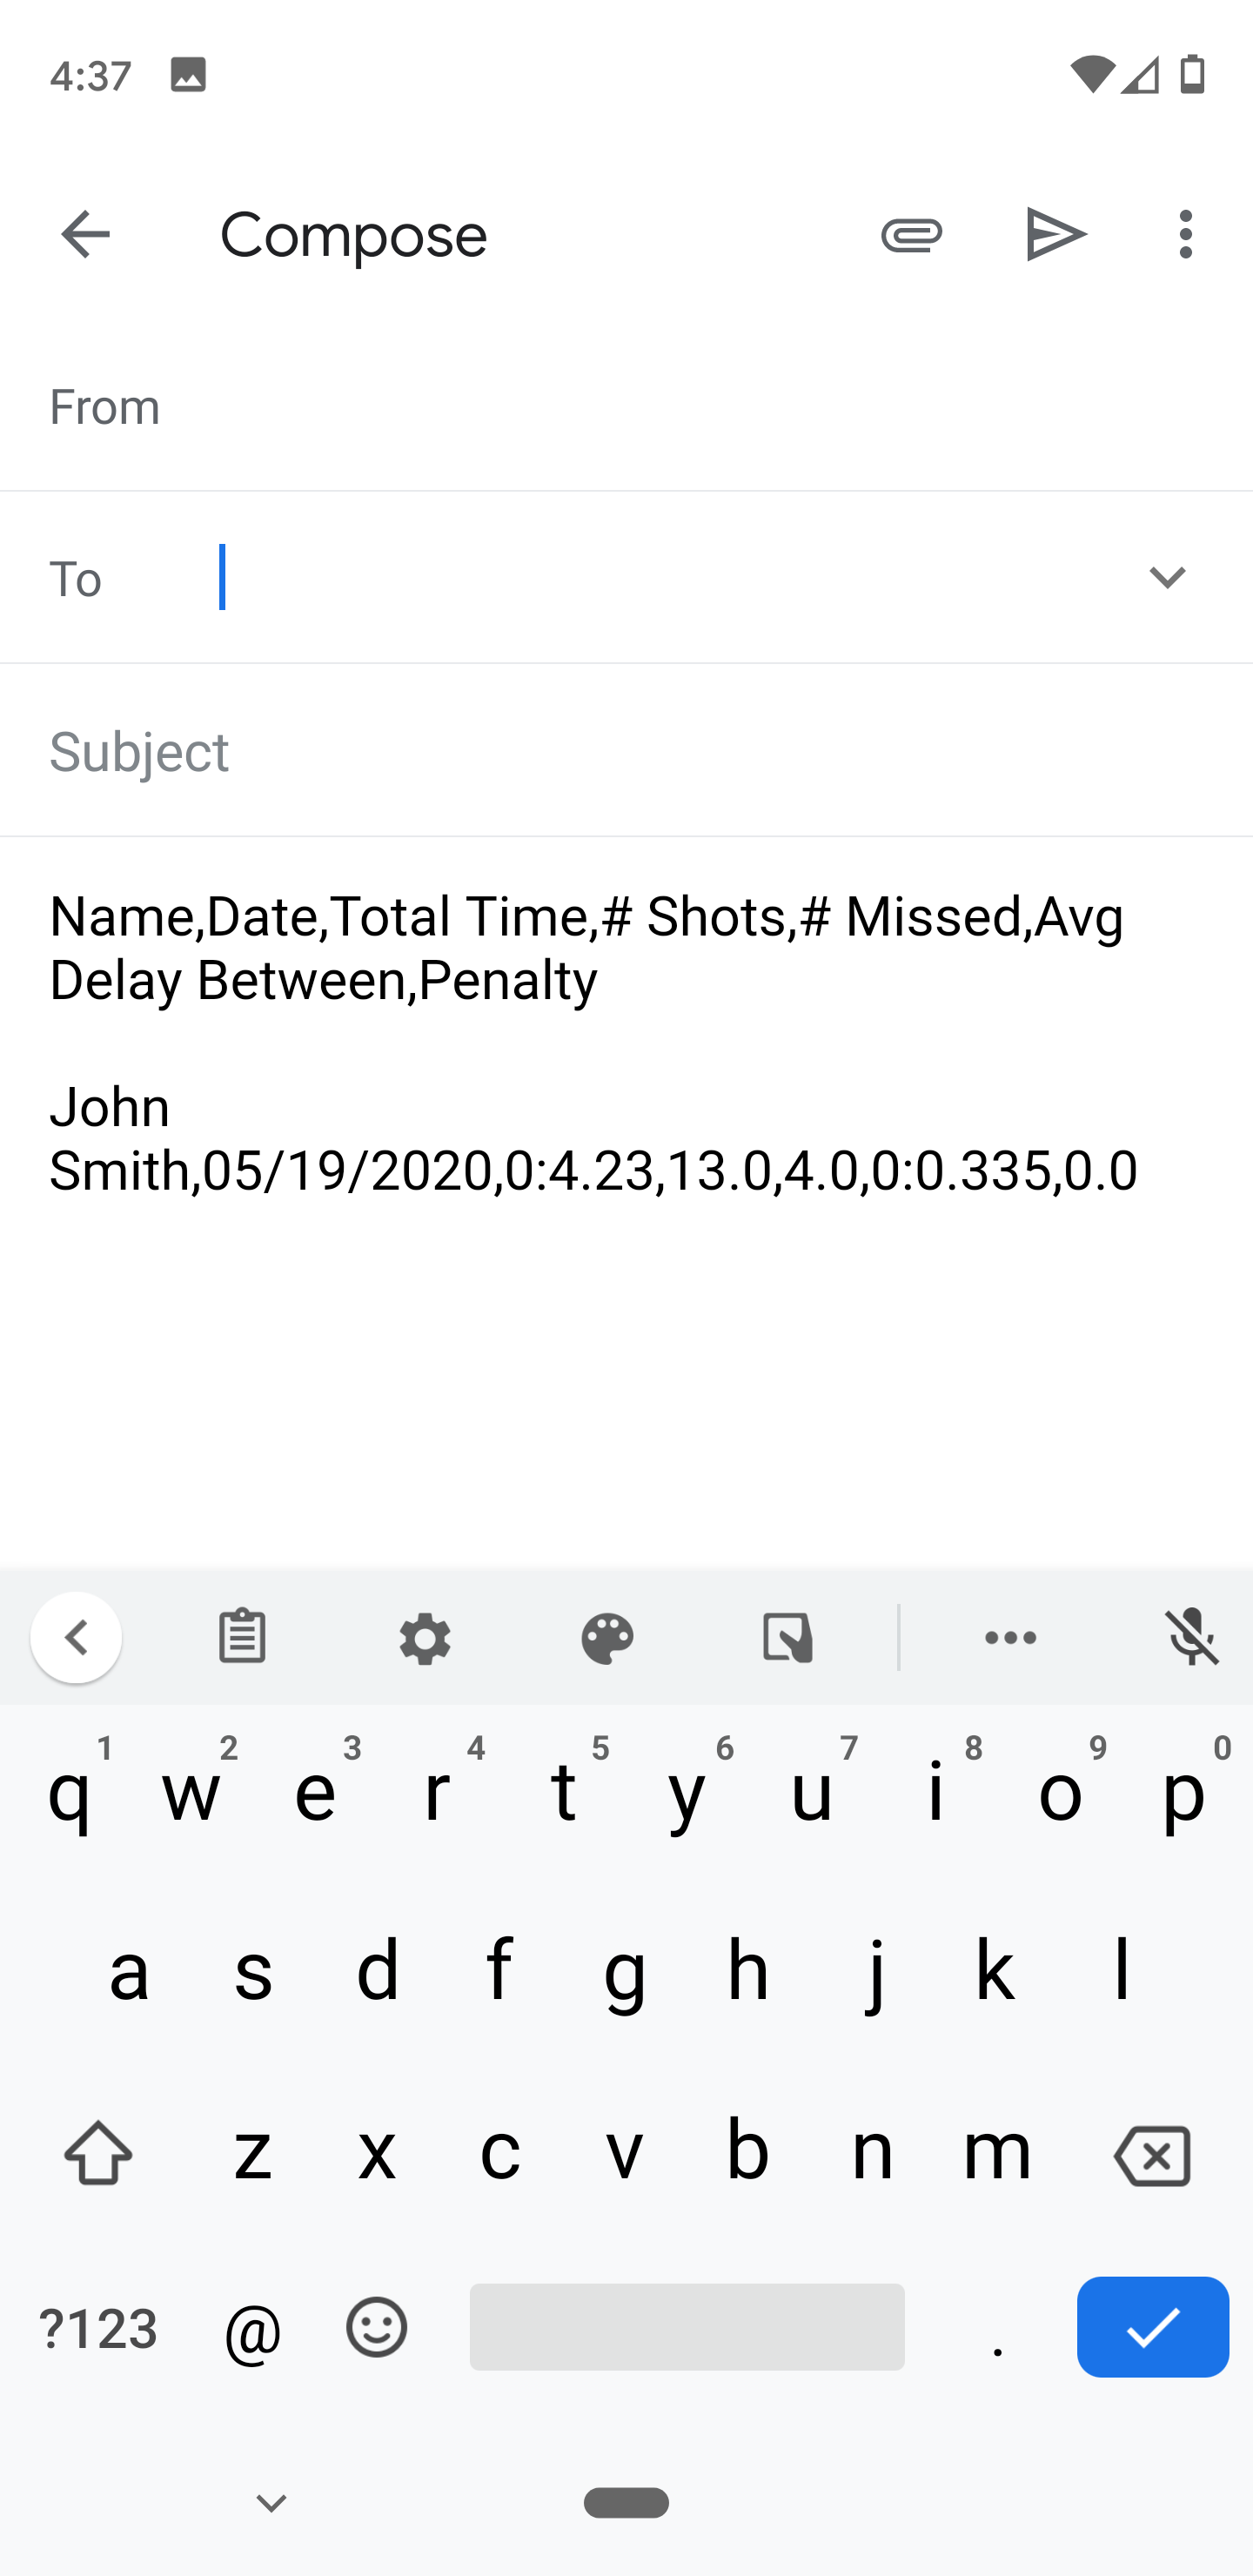 4:37
Compose
From
To
Subject
Name,Date,Total Time,# Shots,# Missed,Avg
Delay Between,Penalty
John
Smith,05/19/2020,0:4.23,13.0,4.0,0:0.335,0.0
1 2 3 4 5 6 7 8 9 0
q w e r t y u i o p
a s d f g h j k l
z x c v b n m
?123 @ .